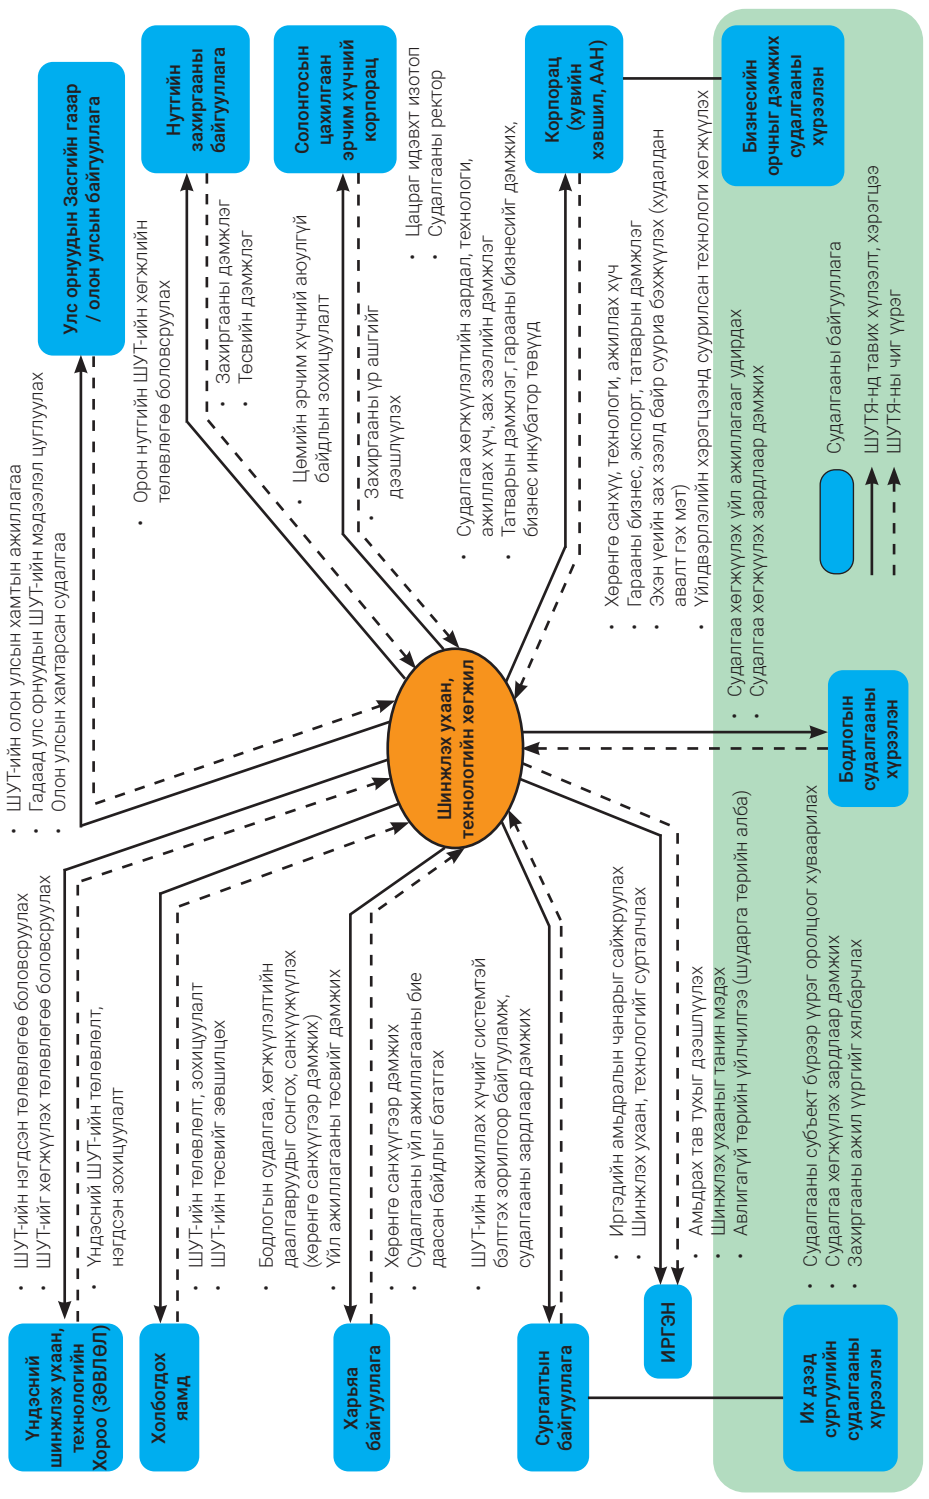 Үндэсний
шинжлэх ухаан,
технологийн
Хороо (ЗӨВЛӨЛ)
ШУТ-ийн нэгдсэн төлөвлөгөө боловсруулах
ШУТ-ийг хөгжүүлэх төлөвлөгөө боловсруулах
Үндэсний ШУТ-ийн төлөвлөлт,
нэгдсэн зохицуулалт
Холбогдох
яамд
ШУТ-ийн төлөвлөлт, зохицуулалт
ШУТ-ийн төсвийг зөвшилцөх
Харьяа
байгууллага
Бодлогын судалгаа, хөгжүүлэлтийн
даалгавруудыг сонгох, санхүүжүүлэх
(хөрөнгө санхүүгээр дэмжих)
Үйл ажиллагааны төсвийг дэмжих
Хөрөнгө санхүүгээр дэмжих
Судалгааны үйл ажиллагааны бие
даасан байдлыг бататгах
Сургалтын
байгууллага
ШУТ-ийн ажиллах хүчийг системтэй
бэлтгэх зорилгоор байгууламж,
судалгааны зардлаар дэмжих
ИРГЭН
Иргэдийн амьдралын чанарыг сайжруулах
Шинжлэх ухаан, технологийг сурталчлах
Амьдрах тав тухыг дээшлүүлэх
Шинжлэх ухааныг танин мэдэх
Авлигагүй төрийн үйлчилгээ (шударга төрийн алба)
Их дээд
сургуулийн
судалгааны
хүрээлэн
Судалгааны субъект бүрээр үүрэг оролцоог хуваарилах
Судалгаа хөгжүүлэх зардлаар дэмжих
Захиргааны ажил үүргийг хялбарчлах
Шинжлэх ухаан,
технологийн хөгжил
Бодлогын
судалгааны
хүрээлэн
Судалгаа хөгжүүлэх үйл ажиллагааг удирдах
Судалгаа хөгжүүлэх зардлаар дэмжих
ШУТ-ийн олон улсын хамтын ажиллагаа
Гадаад улс орнуудын ШУТ-ийн мэдээлэл цуглуулах
Олон улсын хамтарсан судалгаа
Улс орнуудын Засгийн газар
/ олон улсын байгууллага
Орон нутгийн ШУТ-ийн хөгжлийн
төлөвлөгөө боловсруулах
Захиргааны дэмжлэг
Төсвийн дэмжлэг
Нутгийн
захиргааны
байгууллага
Цөмийн эрчим хүчний аюулгүй
байдлын зохицуулалт
Захиргааны үр ашгийг
дээшлүүлэх
Цацраг идэвхт изотоп
Судалгааны ректор
Солонгосын
цахилгаан
эрчим хүчний
корпорац
Судалгаа хөгжүүлэлтийн зардал, технологи,
ажиллах хүч, зах зээлийн дэмжлэг
Татварын дэмжлэг, гарааны бизнесийг дэмжих,
бизнес инкубатор төвүүд
Корпорац
(хувийн
хэвшил, ААН)
Хөрөнгө санхүү, технологи, ажиллах хүч
Гарааны бизнес, экспорт, татварын дэмжлэг
Эхэн үеийн зах зээлд байр сууриа бэхжүүлэх (худалдан
авалт гэх мэт)
Үйлдвэрлэлийн хэрэгцээнд суурилсан технологи хөгжүүлэх
Бизнесийн
орчныг дэмжих
судалгааны
хүрээлэн
Судалгааны байгууллага
ШУТЯ-нд тавих хүлээлт, хэрэгцээ
ШУТЯ-ны чиг үүрэг